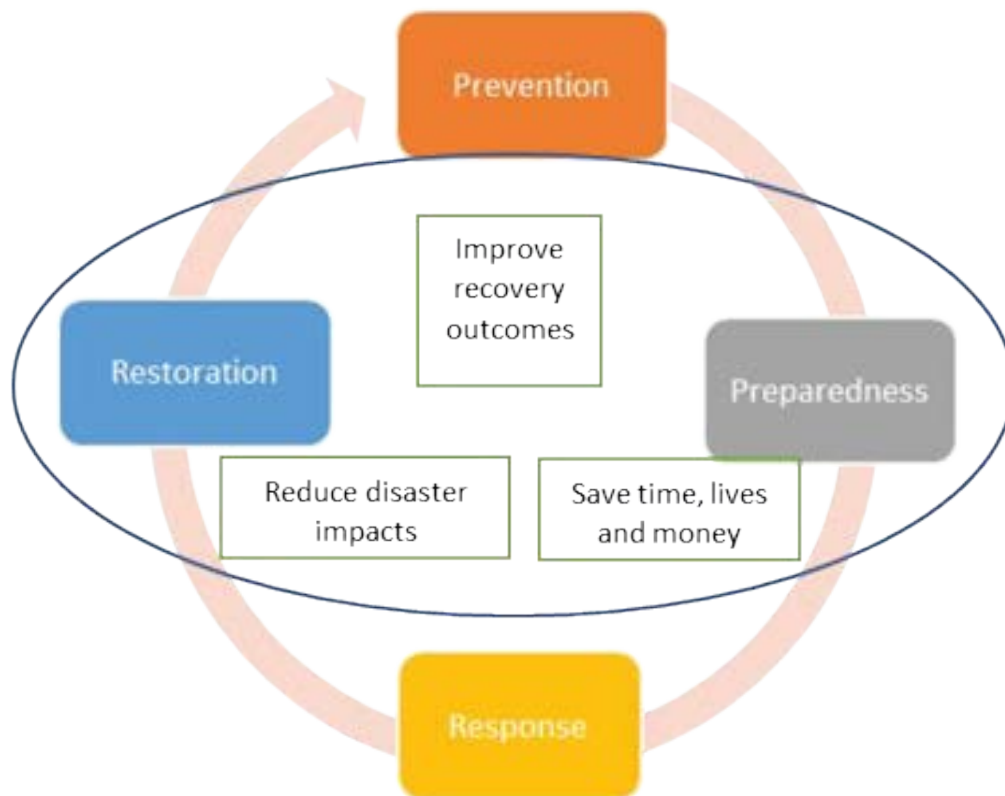 Prevention
Improve
recovery
outcomes
Restoration
Preparedness
Reduce disaster
impacts
Save time, lives
and money
Response